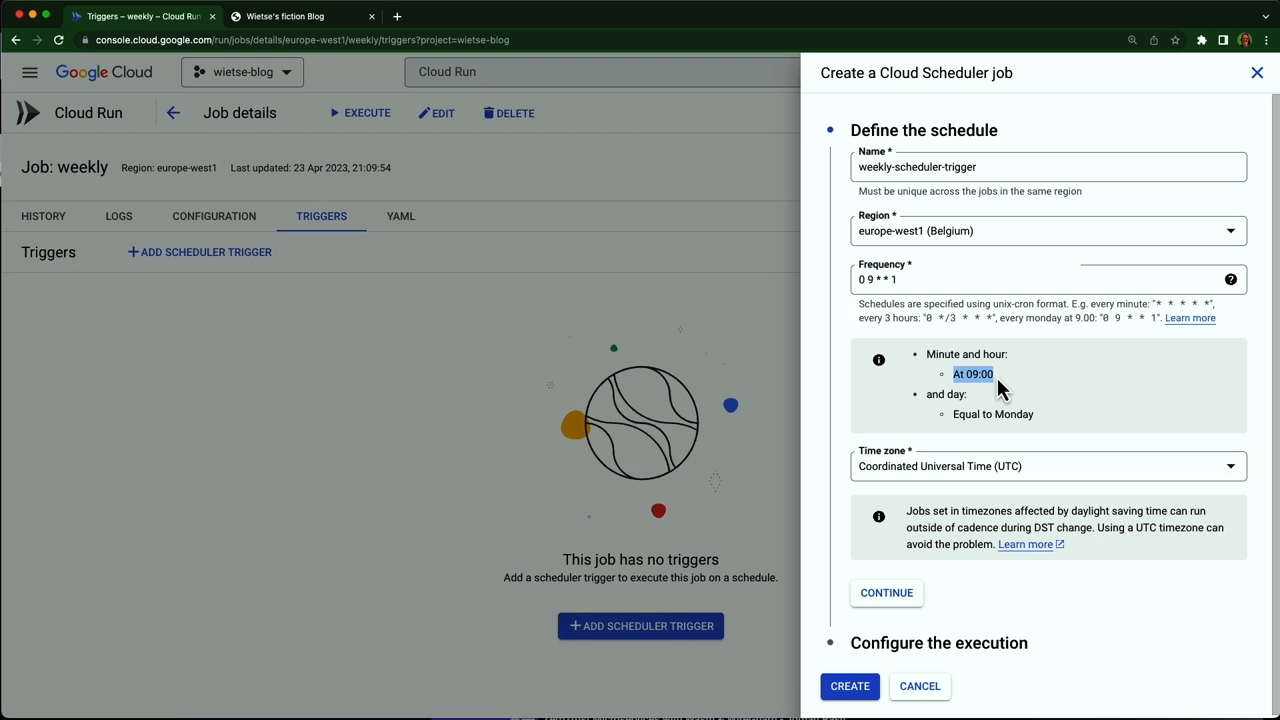 Triggers – weekly – Cloud Run
Wietse's fiction Blog
console.cloud.google.com/run/jobs/details/europe-west1/weekly/triggers?project=wietse-blog
Google Cloud
wietse-blog
Cloud Run
Cloud Run
Job details
EXECUTE
EDIT
DELETE
Job: weekly
Region: europe-west1
Last updated: 23 Apr 2023, 21:09:54
HISTORY
LOGS
CONFIGURATION
TRIGGERS
YAML
Triggers
+ ADD SCHEDULER TRIGGER
This job has no triggers
Add a scheduler trigger to execute this job on a schedule.
+ ADD SCHEDULER TRIGGER
Create a Cloud Scheduler job
Define the schedule
Name *
weekly-scheduler-trigger
Must be unique across the jobs in the same region
Region *
europe-west1 (Belgium)
Frequency *
0 9 * * 1
Schedules are specified using unix-cron format. E.g. every minute: "* * * * *",
every 3 hours: "0 */3 * * *", every monday at 9.00: "0 9 * * 1". Learn more
Minute and hour:
At 09:00
and day:
Equal to Monday
Time zone *
Coordinated Universal Time (UTC)
Jobs set in timezones affected by daylight saving time can run
outside of cadence during DST change. Using a UTC timezone can
avoid the problem. Learn more
CONTINUE
Configure the execution
CREATE
CANCEL